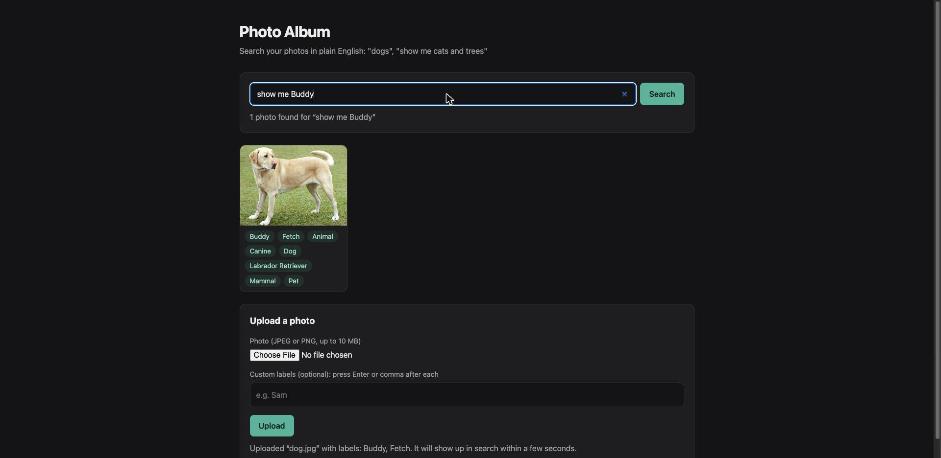 Photo Album
Search your photos in plain English: "dogs", "show me cats and trees"
show me Buddy
Search
1 photo found for “show me Buddy”
Buddy Fetch Animal
Canine Dog
Labrador Retriever
Mammal Pet
Upload a photo
Photo (JPEG or PNG, up to 10 MB)
Choose File No file chosen
Custom labels (optional): press Enter or comma after each
e.g. Sam
Upload
Uploaded "dog.jpg" with labels: Buddy, Fetch. It will show up in search within a few seconds.